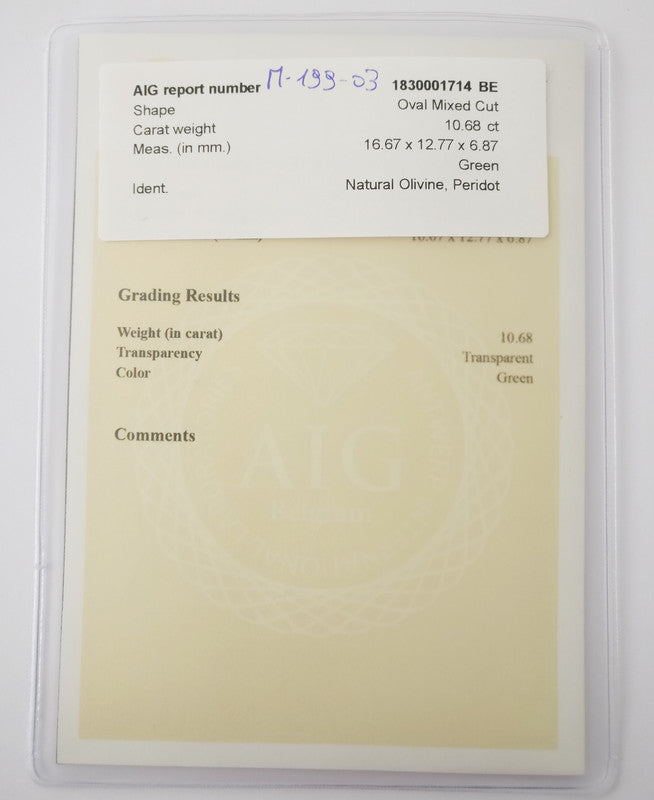 AIG report number M-199-03 1830001714 BE
Shape Oval Mixed Cut
Carat weight 10.68 ct
Meas. (in mm.) 16.67 x 12.77 x 6.87
Green
Ident. Natural Olivine, Peridot
Grading Results
Weight (in carat) 10.68
Transparency Transparent
Color Green
Comments
AIG
Belgium